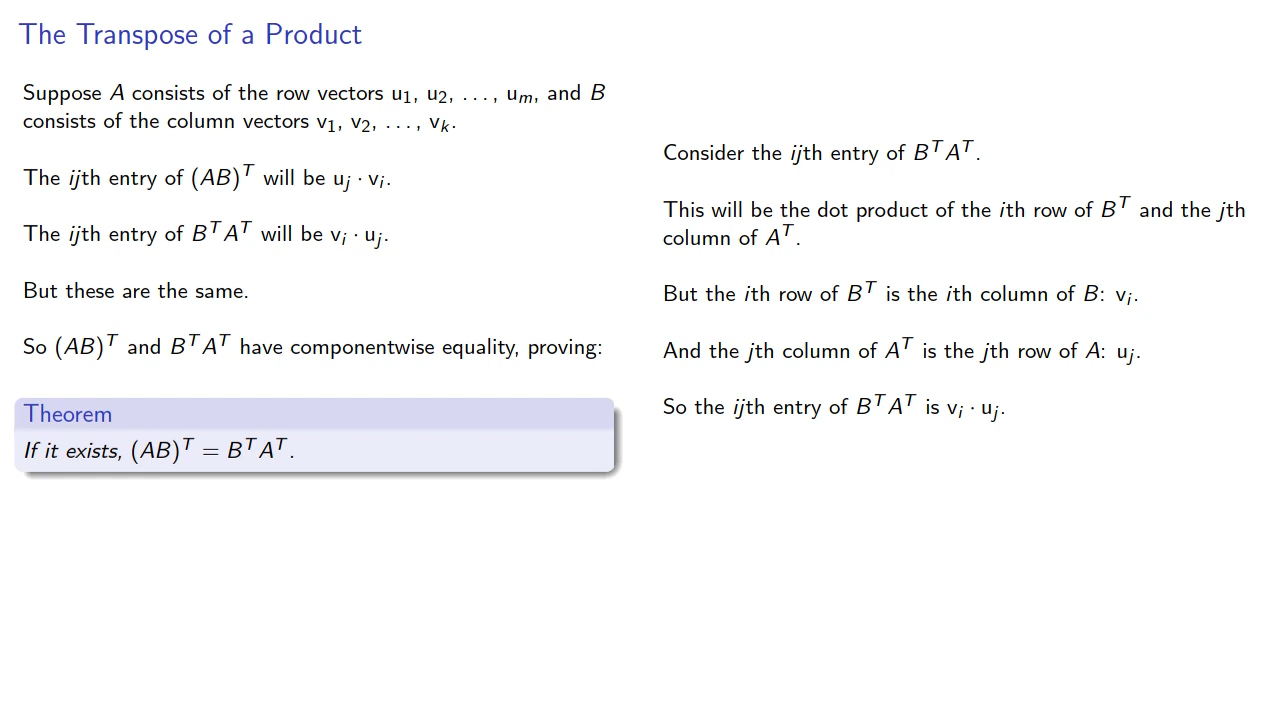 The Transpose of a Product
Suppose A consists of the row vectors u₁, u₂, . . . , uₘ, and B
consists of the column vectors v₁, v₂, . . . , vₖ.
The ijth entry of (AB)ᵀ will be uⱼ · vᵢ.
The ijth entry of BᵀAᵀ will be vᵢ · uⱼ.
But these are the same.
So (AB)ᵀ and BᵀAᵀ have componentwise equality, proving:
Theorem
If it exists, (AB)ᵀ = BᵀAᵀ.
Consider the ijth entry of BᵀAᵀ.
This will be the dot product of the ith row of Bᵀ and the jth
column of Aᵀ.
But the ith row of Bᵀ is the ith column of B: vᵢ.
And the jth column of Aᵀ is the jth row of A: uⱼ.
So the ijth entry of BᵀAᵀ is vᵢ · uⱼ.